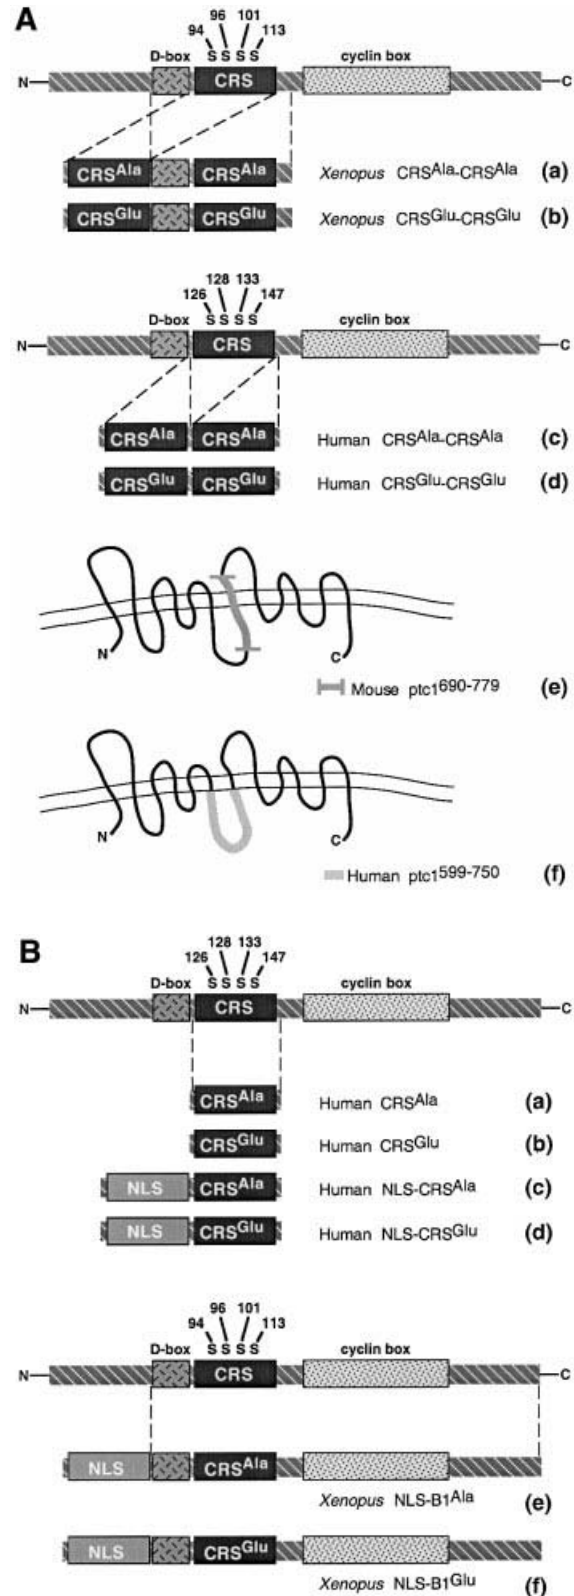 A
96 101
94 113
D-box S S S S cyclin box
N CRS C
CRSAla CRSAla Xenopus CRSAla-CRSAla (a)
CRSGlu CRSGlu Xenopus CRSGlu-CRSGlu (b)
128 133
126 147
D-box S S S S cyclin box
N CRS C
CRSAla CRSAla Human CRSAla-CRSAla (c)
CRSGlu CRSGlu Human CRSGlu-CRSGlu (d)
N C
Mouse ptc1690-779 (e)
N C
Human ptc1599-750 (f)
B
128 133
126 147
D-box S S S S cyclin box
N CRS C
CRSAla Human CRSAla (a)
CRSGlu Human CRSGlu (b)
NLS CRSAla Human NLS-CRSAla (c)
NLS CRSGlu Human NLS-CRSGlu (d)
96 101
94 113
D-box S S S S cyclin box
N CRS C
NLS CRSAla
Xenopus NLS-B1Ala (e)
NLS CRSGlu
Xenopus NLS-B1Glu (f)